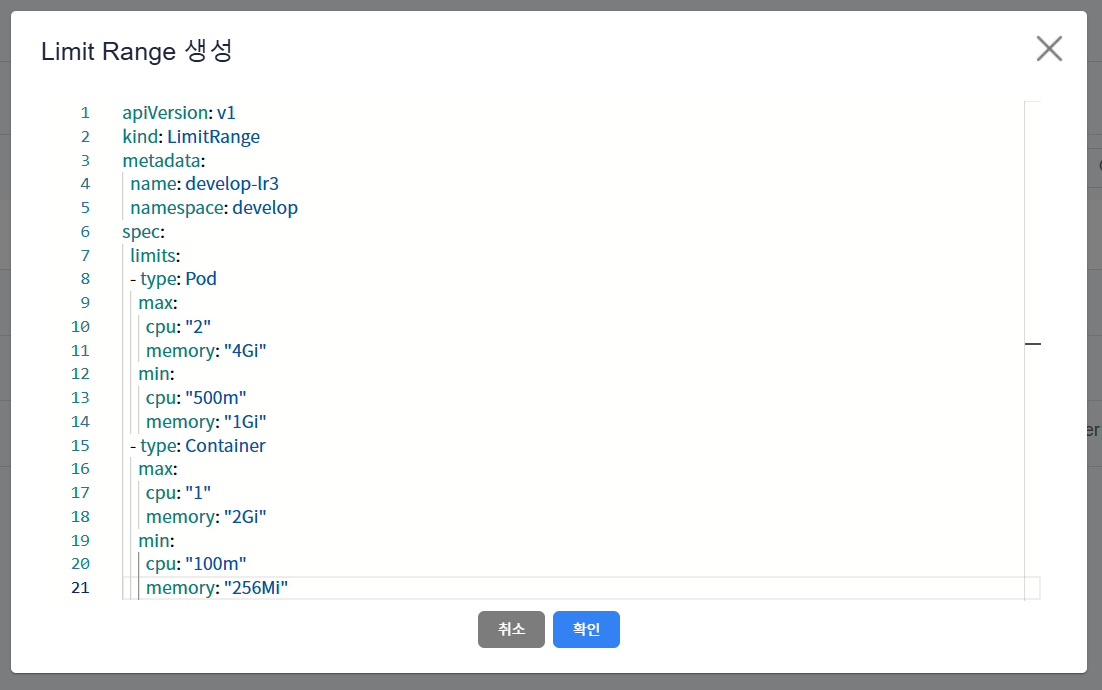 Limit Range 생성
1 apiVersion: v1
2 kind: LimitRange
3 metadata:
4 name: develop-lr3
5 namespace: develop
6 spec:
7 limits:
8 - type: Pod
9 max:
10 cpu: "2"
11 memory: "4Gi"
12 min:
13 cpu: "500m"
14 memory: "1Gi"
15 - type: Container
16 max:
17 cpu: "1"
18 memory: "2Gi"
19 min:
20 cpu: "100m"
21 memory: "256Mi"
취소 확인